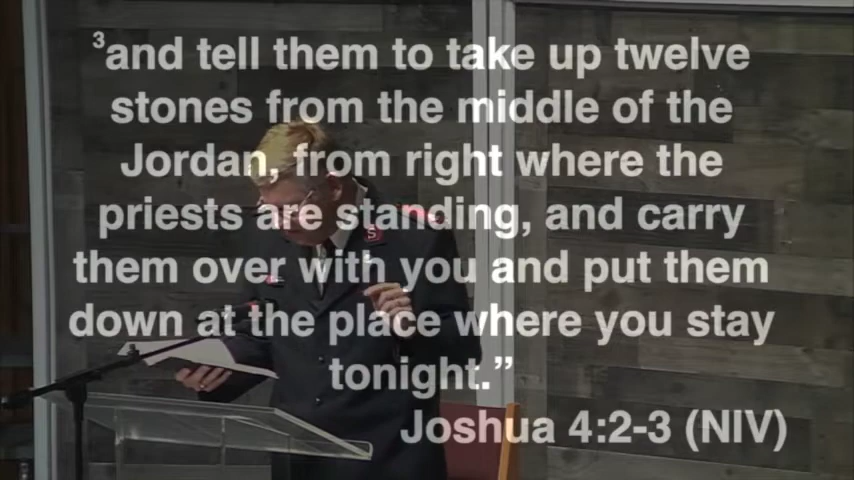 ³and tell them to take up twelve
stones from the middle of the
Jordan, from right where the
priests are standing, and carry
them over with you and put them
down at the place where you stay
tonight.”
Joshua 4:2-3 (NIV)
S